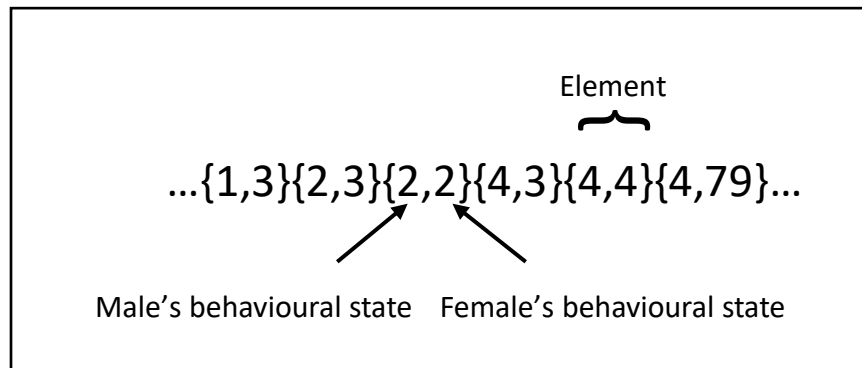 Element
...{1,3}{2,3}{2,2}{4,3}{4,4}{4,79}...
Male’s behavioural state Female’s behavioural state